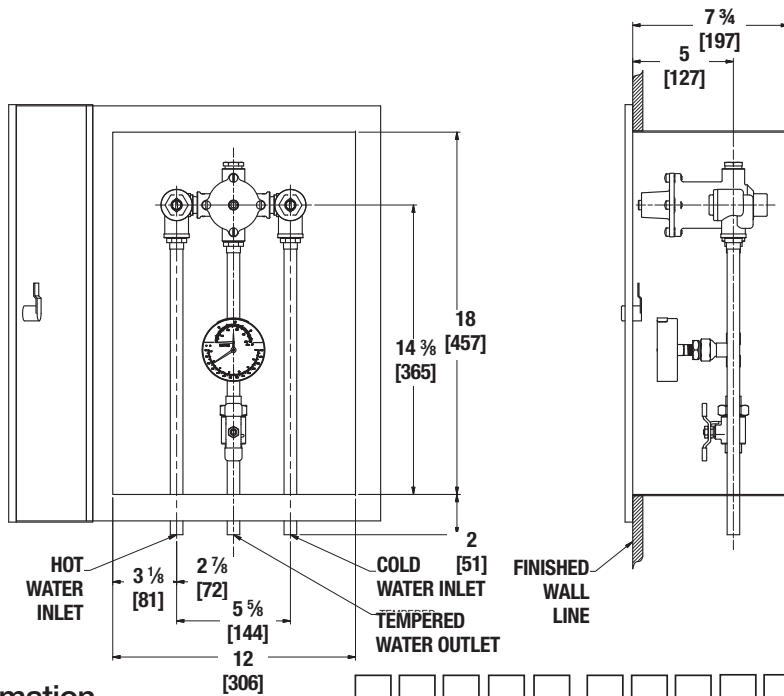 7 ¾
[197]
5
[127]
18
[457]
14 ⅜
[365]
2
[51]
HOT
WATER
INLET
3 ⅛
[81]
2 ⅞
[72]
5 ⅝
[144]
12
[306]
COLD
WATER INLET
TEMPERED
WATER OUTLET
FINISHED
WALL
LINE
mation